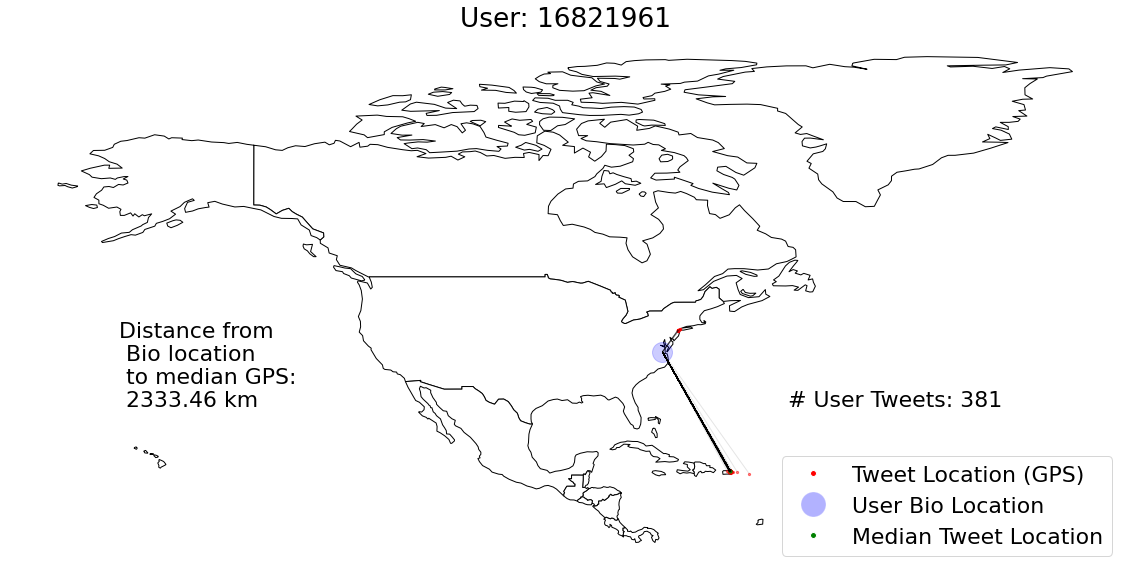 User: 16821961
Distance from
Bio location
to median GPS:
2333.46 km
# User Tweets: 381
Tweet Location (GPS)
User Bio Location
Median Tweet Location